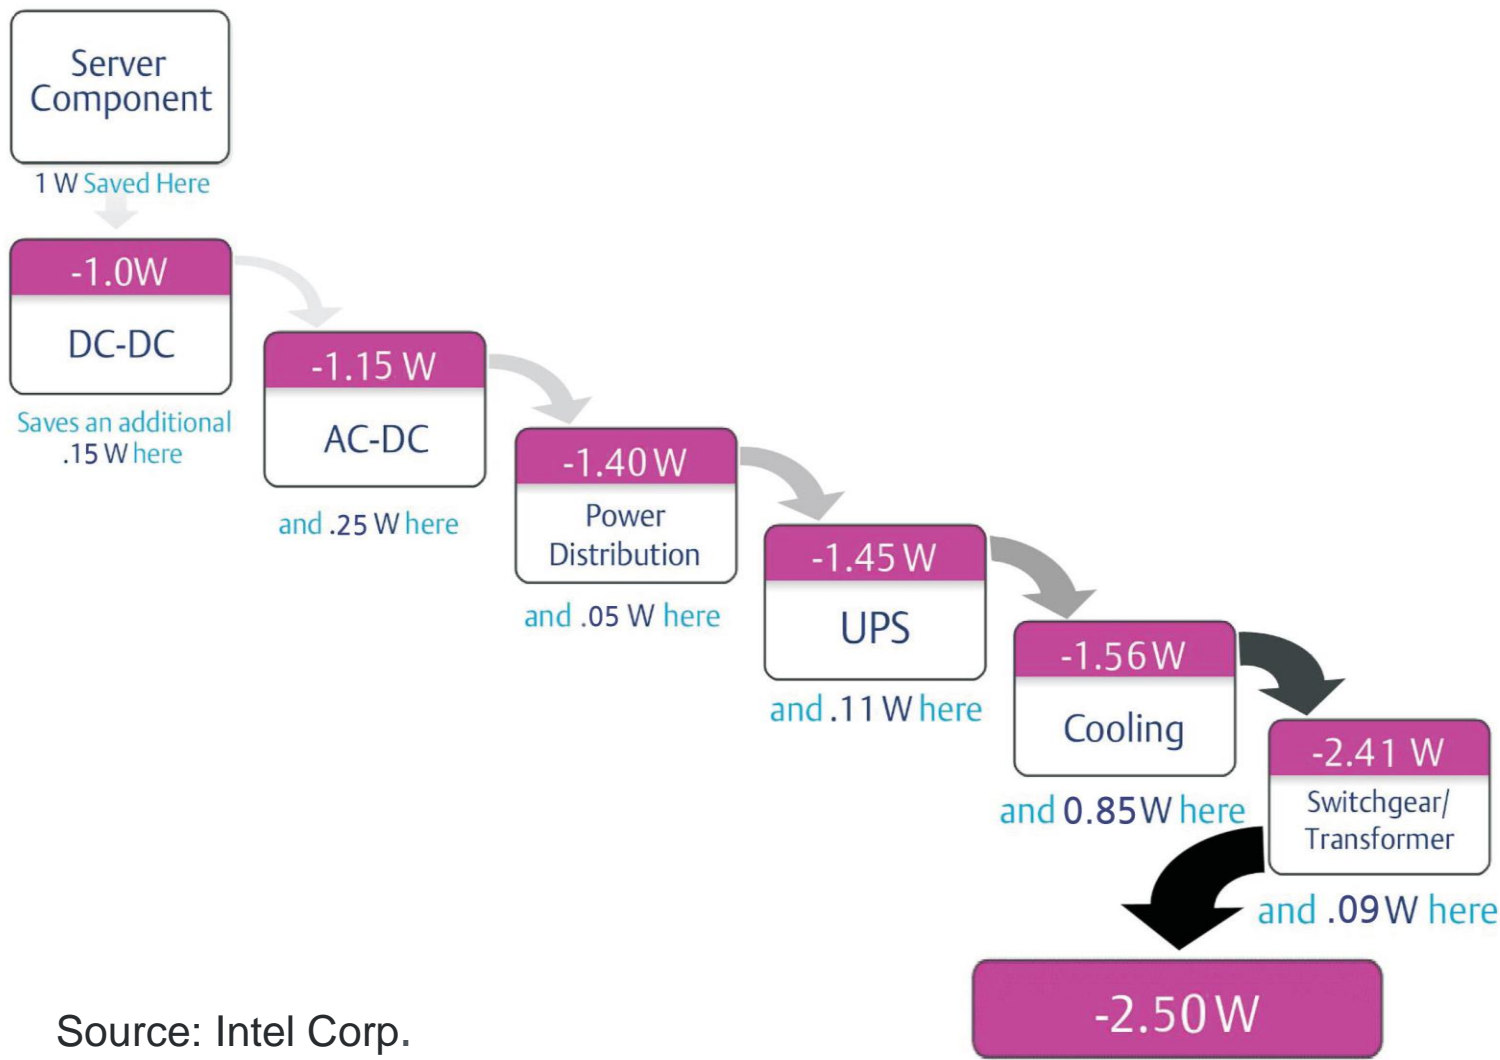 Server
Component
1 W Saved Here
-1.0W
DC-DC
Saves an additional
.15 W here
-1.15 W
AC-DC
and .25 W here
-1.40 W
Power
Distribution
and .05 W here
-1.45 W
UPS
and .11 W here
-1.56 W
Cooling
and 0.85W here
-2.41 W
Switchgear/
Transformer
and .09 W here
-2.50 W
Source: Intel Corp.